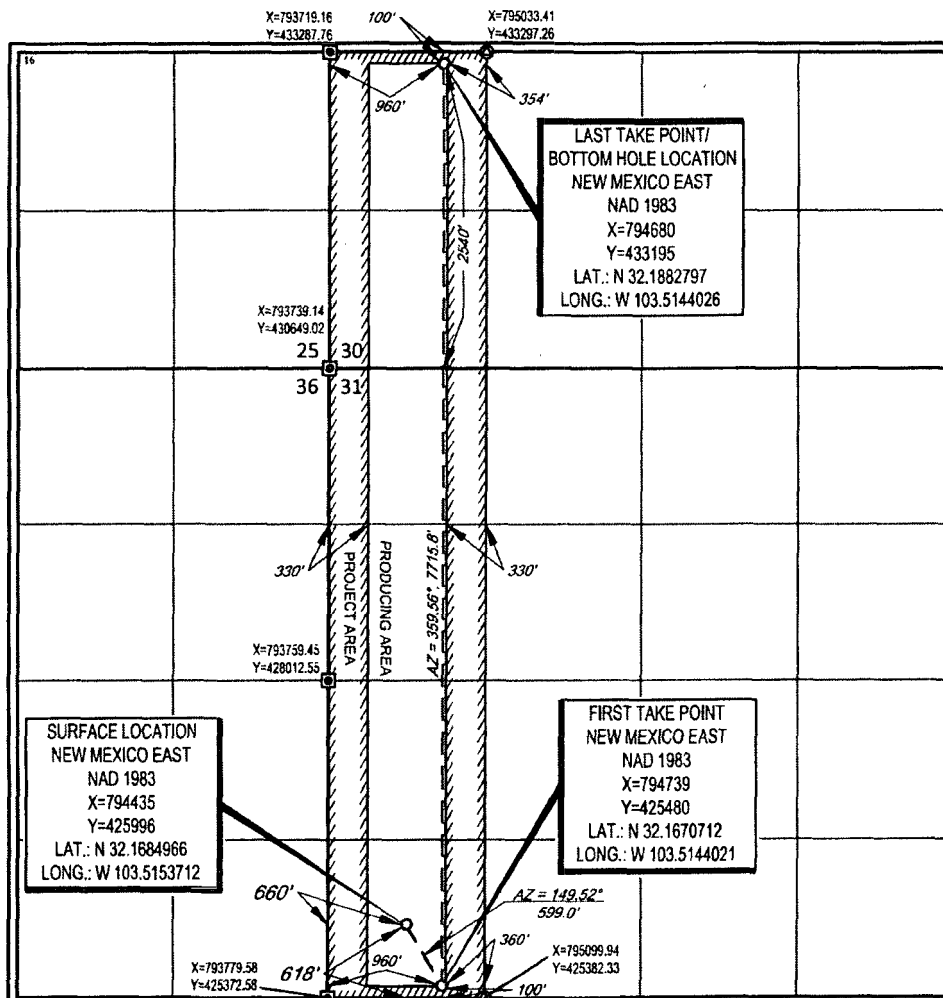 X=793719.16
Y=433287.76
100'
X=795033.41
Y=433297.26
16
960'
354'
LAST TAKE POINT/
BOTTOM HOLE LOCATION
NEW MEXICO EAST
NAD 1983
X=794680
Y=433195
LAT.: N 32.1882797
LONG.: W 103.5144026
2540'
X=793739.14
Y=430649.02
25 30
36 31
330'
PROJECT AREA
PRODUCING AREA
AZ = 359.56°, 7715.8'
330'
X=793759.45
Y=428012.55
SURFACE LOCATION
NEW MEXICO EAST
NAD 1983
X=794435
Y=425996
LAT.: N 32.1684966
LONG.: W 103.5153712
FIRST TAKE POINT
NEW MEXICO EAST
NAD 1983
X=794739
Y=425480
LAT.: N 32.1670712
LONG.: W 103.5144021
660'
AZ = 149.52°
599.0'
618'
960'
360'
X=795099.94
Y=425382.33
X=793779.58
Y=425372.58
100'